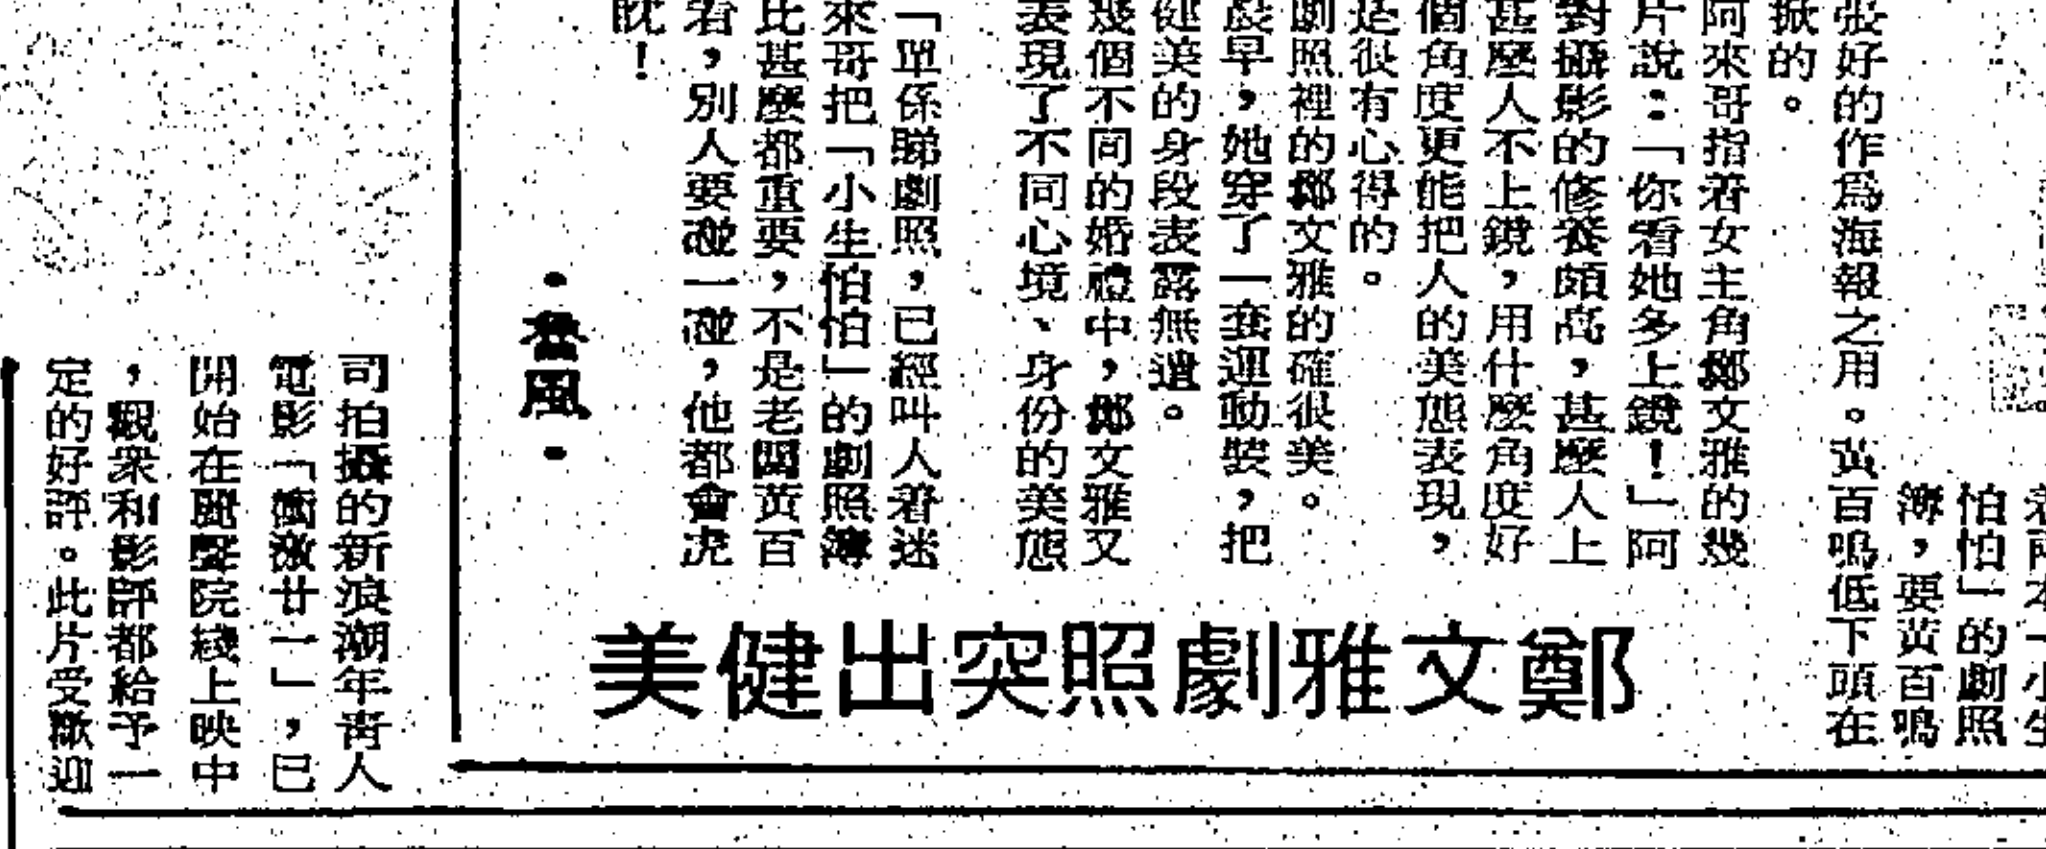 鄭文雅劇照突出健美
怕怕」的劇照
簿，要黃百鳴
張好的作為海報之用。黃百鳴低下頭在
掀的。
阿來哥指着女主角鄭文雅的幾
片說：「你看她多上鏡！」阿
對攝影的修養頗高，甚麼人上
甚麼人不上鏡，用什麼角度好
個角度更能把人的美態表現，
是很有心得的。
劇照裡的鄭文雅的確很美。
晨早，她穿了一套運動裝，把
健美的身段表露無遺。
幾個不同的婚禮中，鄭文雅又
表現了不同心境、身份的美態
「單係睇劇照，已經叫人着迷
來哥把「小生怕怕」的劇照簿
比甚麼都重要，不是老闆黃百
看，別人要碰一碰，他都會虎
眈！
·春風·
司拍攝的新浪潮年靑人
電影「衝激廿一」，已
開始在麗聲院綫上映中
，觀衆和影評都給予一
定的好評。此片受歡迎